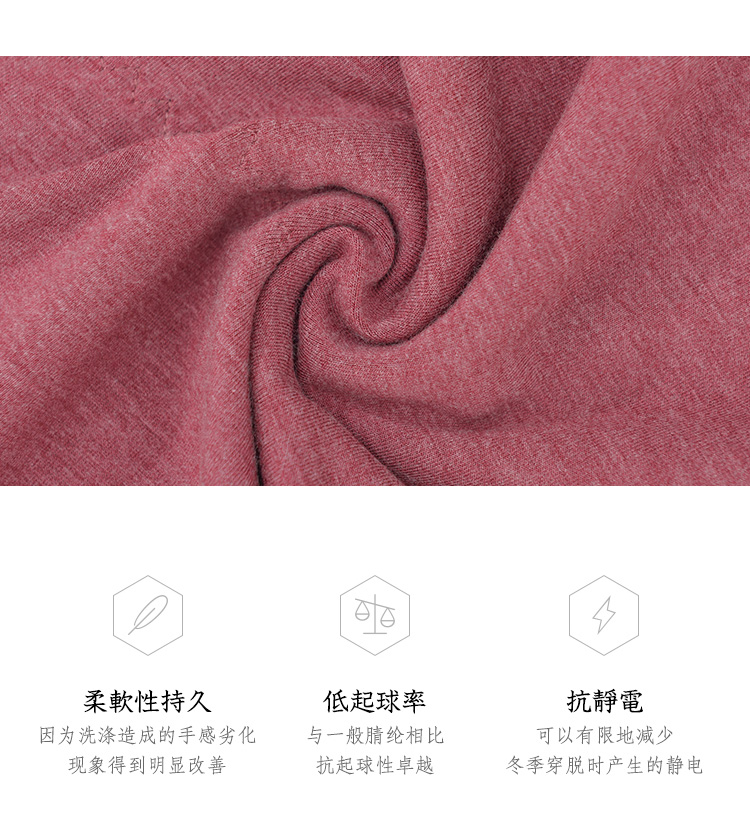 柔軟性持久
因为洗涤造成的手感劣化
现象得到明显改善
低起球率
与一般腈纶相比
抗起球性卓越
抗靜電
可以有限地减少
冬季穿脱时产生的静电